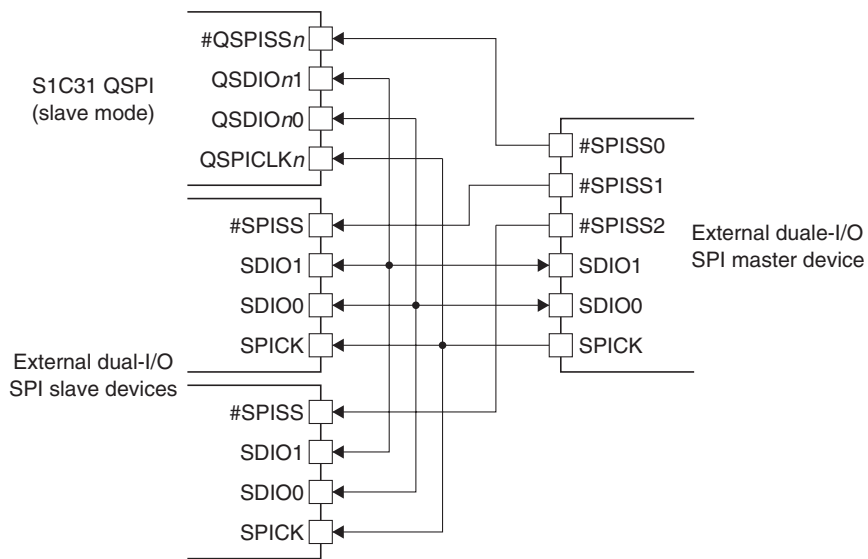 S1C31 QSPI
(slave mode)
#QSPISSn
QSDIOn1
QSDIOn0
QSPICLKn
External dual-I/O
SPI slave devices
#SPISS
SDIO1
SDIO0
SPICK
#SPISS
SDIO1
SDIO0
SPICK
#SPISS0
#SPISS1
#SPISS2
SDIO1
SDIO0
SPICK
External duale-I/O
SPI master device